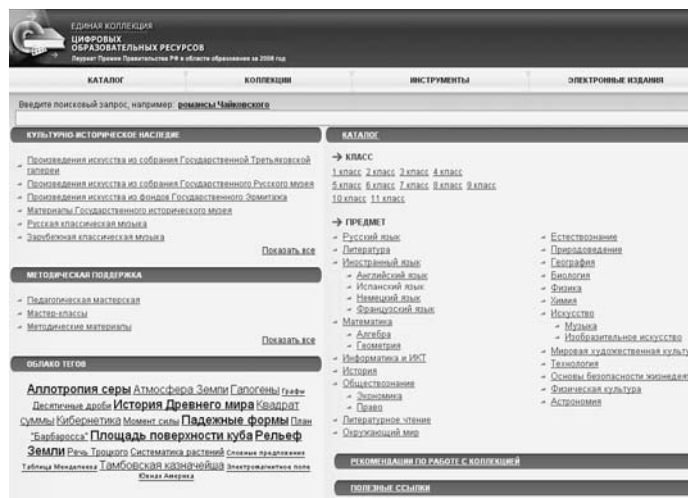 ЕДИНАЯ КОЛЛЕКЦИЯ
ЦИФРОВЫХ
ОБРАЗОВАТЕЛЬНЫХ РЕСУРСОВ
Лауреат Премии Правительства РФ в области образования за 2008 год
КАТАЛОГ
КОЛЛЕКЦИИ
ИНСТРУМЕНТЫ
ЭЛЕКТРОННЫЕ ИЗДАНИЯ
Введите поисковый запрос, например: романсы Чайковского
КУЛЬТУРНО-ИСТОРИЧЕСКОЕ НАСЛЕДИЕ
Произведения искусства из собрания Государственной Третьяковской
галереи
Произведения искусства из собрания Государственного Русского музея
Произведения искусства из фондов Государственного Эрмитажа
Материалы Государственного исторического музея
Русская классическая музыка
Зарубежная классическая музыка
Показать все
МЕТОДИЧЕСКАЯ ПОДДЕРЖКА
Педагогическая мастерская
Мастер-классы
Методические материалы
Показать все
ОБЛАКО ТЕГОВ
Аллотропия серы Атмосфера Земли Галогены Графы
Десятичные дроби История Древнего мира Квадрат
суммы Кибернетика Момент силы Падежные формы План
"Барбаросса" Площадь поверхности куба Рельеф
Земли Речь Троцкого Систематика растений Сложные предложения
Таблица Менделеева Тамбовская казначейша Электромагнитное поле
Южная Америка
КАТАЛОГ
→ КЛАСС
1 класс 2 класс 3 класс 4 класс
5 класс 6 класс 7 класс 8 класс 9 класс
10 класс 11 класс
→ ПРЕДМЕТ
Русский язык
Литература
Иностранный язык
Английский язык
Испанский язык
Немецкий язык
Французский язык
Математика
Алгебра
Геометрия
Информатика и ИКТ
История
Обществознание
Экономика
Право
Литературное чтение
Окружающий мир
Естествознание
Природоведение
География
Биология
Физика
Химия
Искусство
Музыка
Изобразительное искусство
Мировая художественная культу
Технология
Основы безопасности жизнедеят
Физическая культура
Астрономия
РЕКОМЕНДАЦИИ ПО РАБОТЕ С КОЛЛЕКЦИЕЙ
ПОЛЕЗНЫЕ ССЫЛКИ